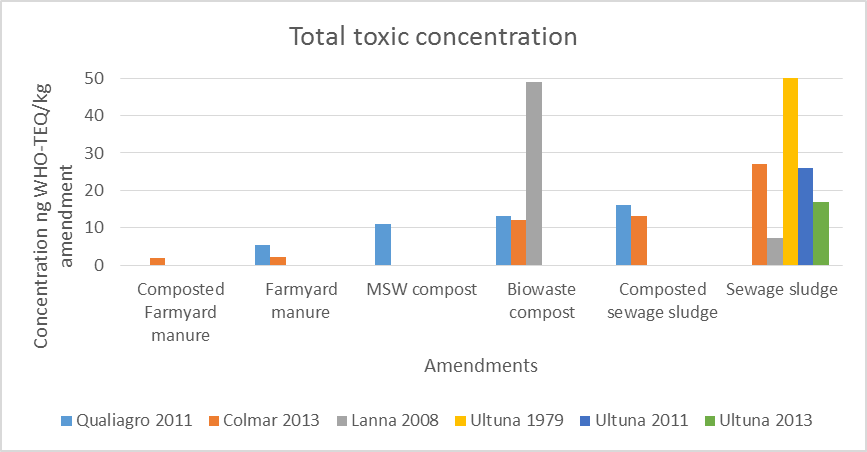 Total toxic concentration
Concentration ng WHO-TEQ/kg
amendment
50
40
30
20
10
0
Composted
Farmyard
manure
Farmyard
manure
MSW compost
Biowaste
compost
Composted
sewage sludge
Sewage sludge
Amendments
Qualiagro 2011 Colmar 2013 Lanna 2008 Ultuna 1979 Ultuna 2011 Ultuna 2013